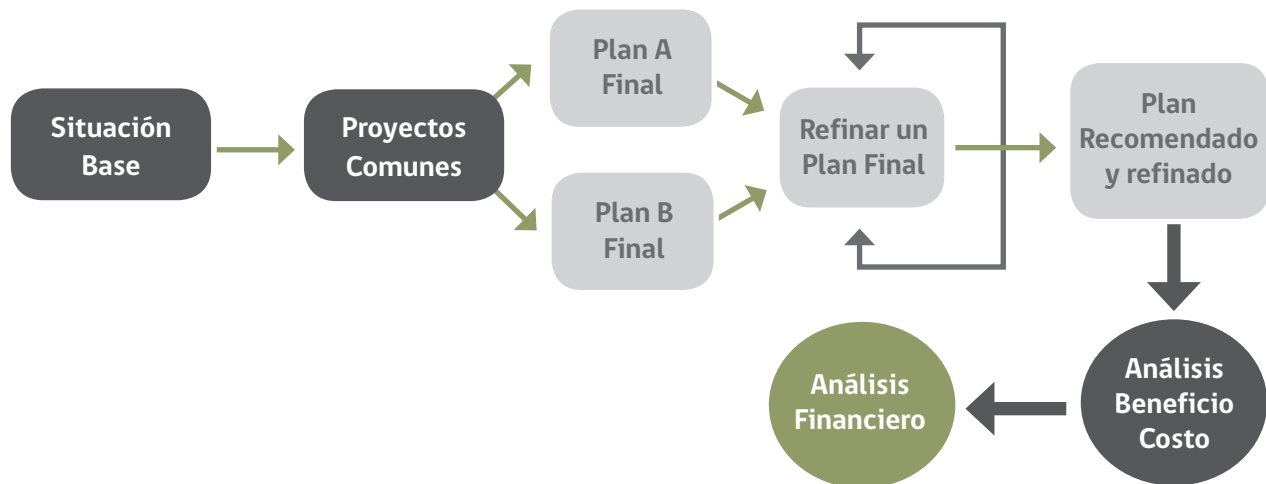 Situación
Base
Proyectos
Comunes
Plan A
Final
Plan B
Final
Refinar un
Plan Final
Plan
Recomendado
y refinado
Análisis
Beneficio
Costo
Análisis
Financiero